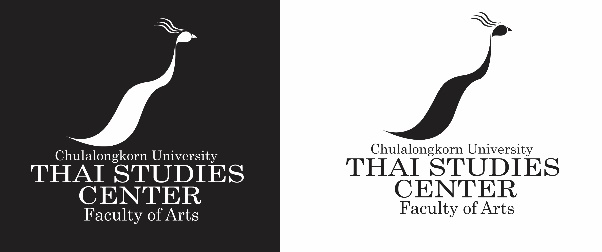 Chulalongkorn University
THAI STUDIES
CENTER
Faculty of Arts
Chulalongkorn University
THAI STUDIES
CENTER
Faculty of Arts